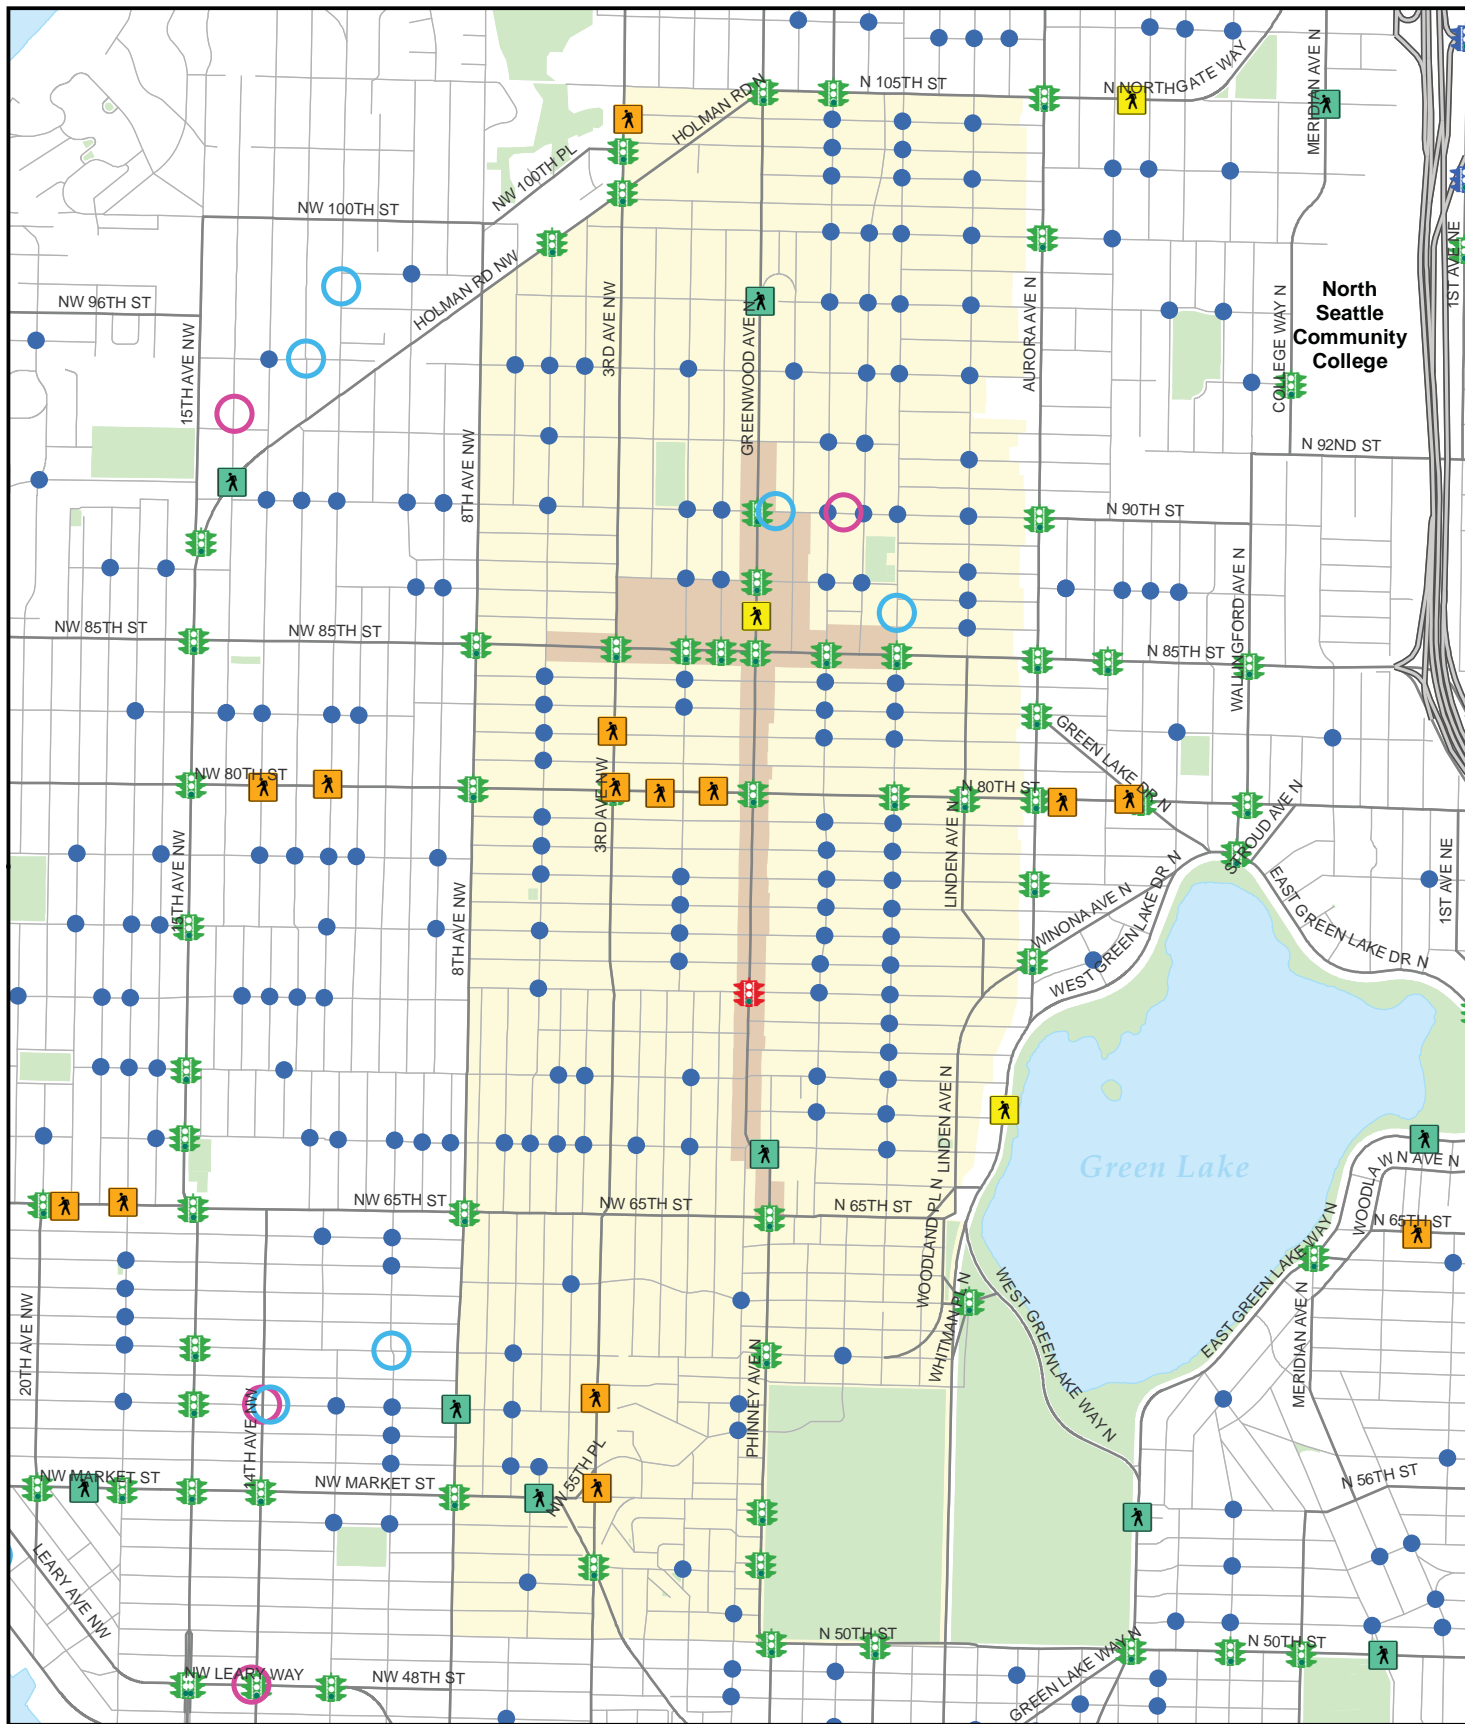 N 105TH ST
N NORTHGATE WAY
MERIDIAN AVE N
HOLMAN RD N
NW 100TH PL
NW 100TH ST
HOLMAN RD NW
NW 96TH ST
15TH AVE NW
3RD AVE NW
GREENWOOD AVE N
AURORA AVE N
COLLEGE WAY N
1ST AVE NE
North
Seattle
Community
College
8TH AVE NW
N 92ND ST
N 90TH ST
WALLINGFORD AVE N
NW 85TH ST
NW 85TH ST
N 85TH ST
GREEN LAKE DR N
NW 80TH ST
N 80TH ST
3RD AVE NW
LINDEN AVE N
STROUD AVE N
15TH AVE NW
8TH AVE NW
WINONA AVE N
WEST GREEN LAKE DR N
EAST GREEN LAKE DR N
1ST AVE NE
LINDEN AVE N
Green Lake
WOODLAWN AVE N
NW 65TH ST
NW 65TH ST
N 65TH ST
N 65TH ST
WOODLAND PL N
WHITMAN PL N
WEST GREENLAKE WAY N
EAST GREEN LAKE WAY N
MERIDIAN AVE N
20TH AVE NW
14TH AVE NW
PHINNEY AVE N
NW MARKET ST
NW MARKET ST
NW 55TH PL
N 56TH ST
LEARY AVE NW
N 50TH ST
N 50TH ST
GREEN LAKE WAY N
NW LEARY WAY
NW 48TH ST